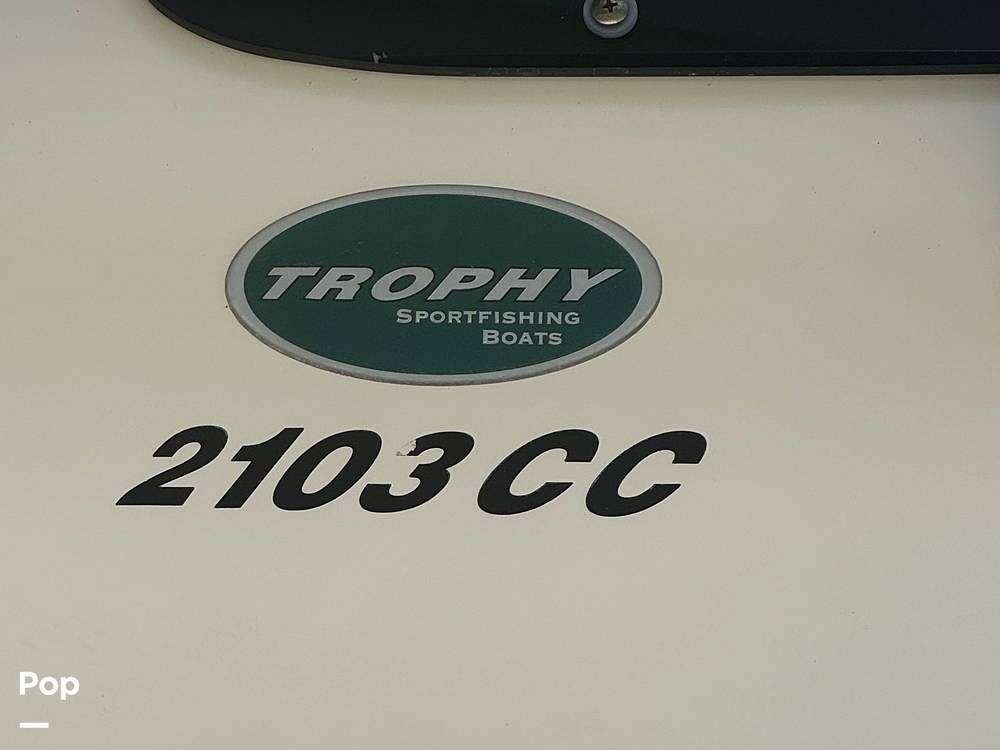 TROPHY
SPORTFISHING
BOATS
2103 CC
Pop